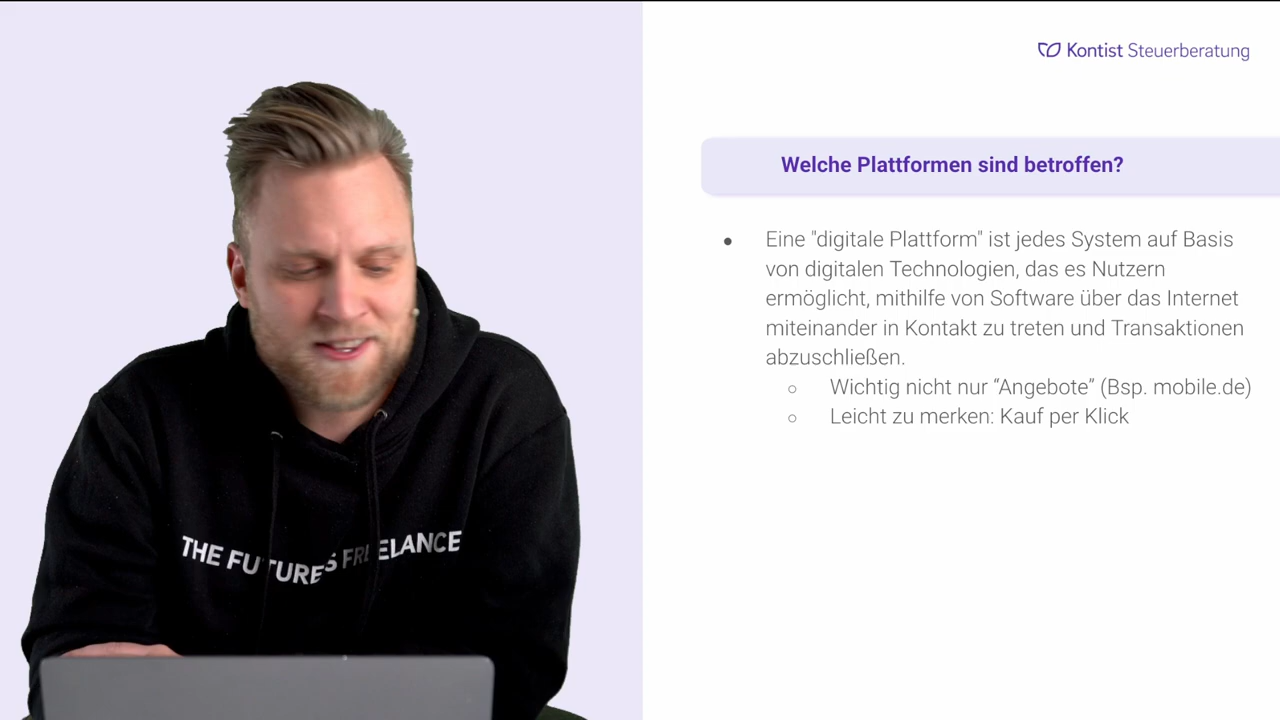 Kontist Steuerberatung
Welche Plattformen sind betroffen?
Eine "digitale Plattform" ist jedes System auf Basis
von digitalen Technologien, das es Nutzern
ermöglicht, mithilfe von Software über das Internet
miteinander in Kontakt zu treten und Transaktionen
abzuschließen.
Wichtig nicht nur “Angebote” (Bsp. mobile.de)
Leicht zu merken: Kauf per Klick
THE FUTURE IS FREELANCE